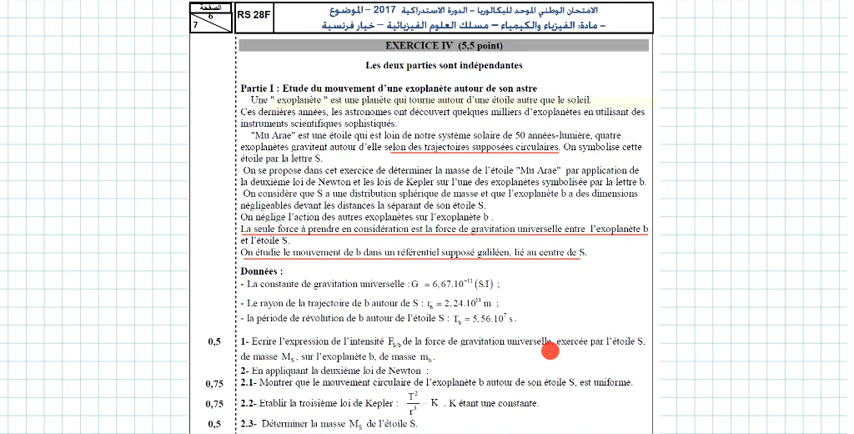 الصفحة
6
7
RS 28F
الامتحان الوطني الموحد للبكالوريا - الدورة الاستدراكية 2017 - الموضوع
- مادة: الفيزياء والكيمياء - مسلك العلوم الفيزيائية - خيار فرنسية
EXERCICE IV (5,5 point)
Les deux parties sont indépendantes
Partie I : Etude du mouvement d'une exoplanète autour de son astre
Une " exoplanète " est une planète qui tourne autour d'une étoile autre que le soleil.
Ces dernières années, les astronomes ont découvert quelques milliers d'exoplanètes en utilisant des
instruments scientifiques sophistiqués.
"Mu Arae" est une étoile qui est loin de notre système solaire de 50 années-lumière, quatre
exoplanètes gravitent autour d'elle selon des trajectoires supposées circulaires. On symbolise cette
étoile par la lettre S.
On se propose dans cet exercice de déterminer la masse de l'étoile "Mu Arae" par application de
la deuxième loi de Newton et les lois de Kepler sur l'une des exoplanètes symbolisée par la lettre b.
On considère que S a une distribution sphérique de masse et que l'exoplanète b a des dimensions
négligeables devant les distances la séparant de son étoile S.
On néglige l'action des autres exoplanètes sur l'exoplanète b .
La seule force à prendre en considération est la force de gravitation universelle entre l'exoplanète b
et l'étoile S.
On étudie le mouvement de b dans un référentiel supposé galiléen, lié au centre de S.
Données :
- La constante de gravitation universelle : G = 6,67.10⁻¹¹ (S.I) ;
- Le rayon de la trajectoire de b autour de S : r_b = 2,24.10¹¹ m ;
- la période de révolution de b autour de l'étoile S : T_b = 5,56.10⁷ s .
0,5 1- Ecrire l'expression de l'intensité F_S/b de la force de gravitation universelle, exercée par l'étoile S,
de masse M_S , sur l'exoplanète b, de masse m_b .
2- En appliquant la deuxième loi de Newton :
0,75 2.1- Montrer que le mouvement circulaire de l'exoplanète b autour de son étoile S, est uniforme.
0,75 2.2- Etablir la troisième loi de Kepler : T²/r³ = K . K étant une constante.
0,5 2.3- Déterminer la masse M_S de l'étoile S.